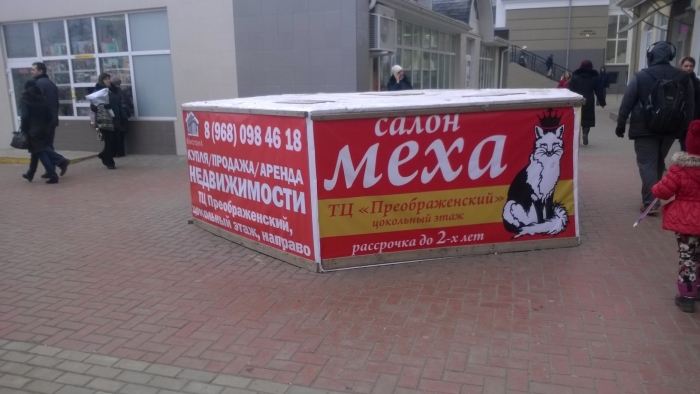 8 (968) 098 46 18
КУПЛЯ/ПРОДАЖА/АРЕНДА
НЕДВИЖИМОСТИ
ТЦ Преображенский,
цокольный этаж, направо
салон
меха
ТЦ «Преображенский»
цокольный этаж
рассрочка до 2-х лет